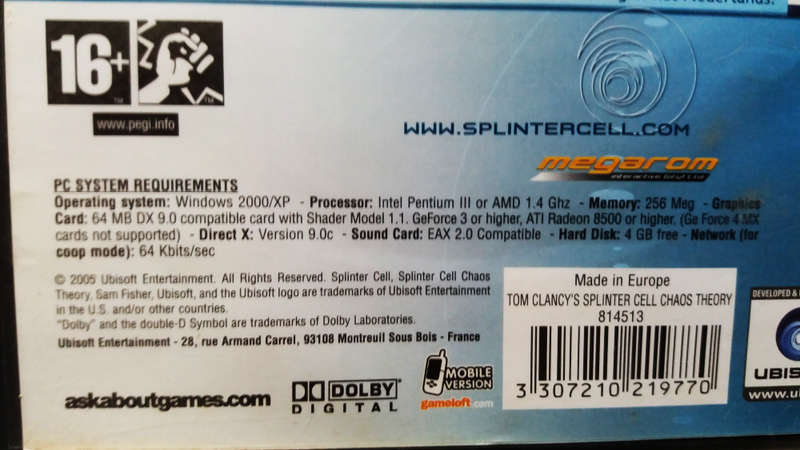 Nederlands.
16+
TM
TM
www.pegi.info
WWW.SPLINTERCELL.COM
megarom
PC SYSTEM REQUIREMENTS
Operating system: Windows 2000/XP - Processor: Intel Pentium III or AMD 1.4 Ghz - Memory: 256 Meg - Graphics
Card: 64 MB DX 9.0 compatible card with Shader Model 1.1. GeForce 3 or higher, ATI Radeon 8500 or higher. (Ge Force 4 MX
cards not supported) - Direct X: Version 9.0c - Sound Card: EAX 2.0 Compatible - Hard Disk: 4 GB free - Network (for
coop mode): 64 Kbits/sec
© 2005 Ubisoft Entertainment. All Rights Reserved. Splinter Cell, Splinter Cell Chaos
Theory, Sam Fisher, Ubisoft, and the Ubisoft logo are trademarks of Ubisoft Entertainment
in the U.S. and/or other countries.
"Dolby" and the double-D Symbol are trademarks of Dolby Laboratories.
Ubisoft Entertainment - 28, rue Armand Carrel, 93108 Montreuil Sous Bois - France
askaboutgames.com
DOLBY
DIGITAL
MOBILE
VERSION
gameloft.com
Made in Europe
TOM CLANCY'S SPLINTER CELL CHAOS THEORY
814513
3 307210 219770
DEVELOPED &
UBIS
www.u